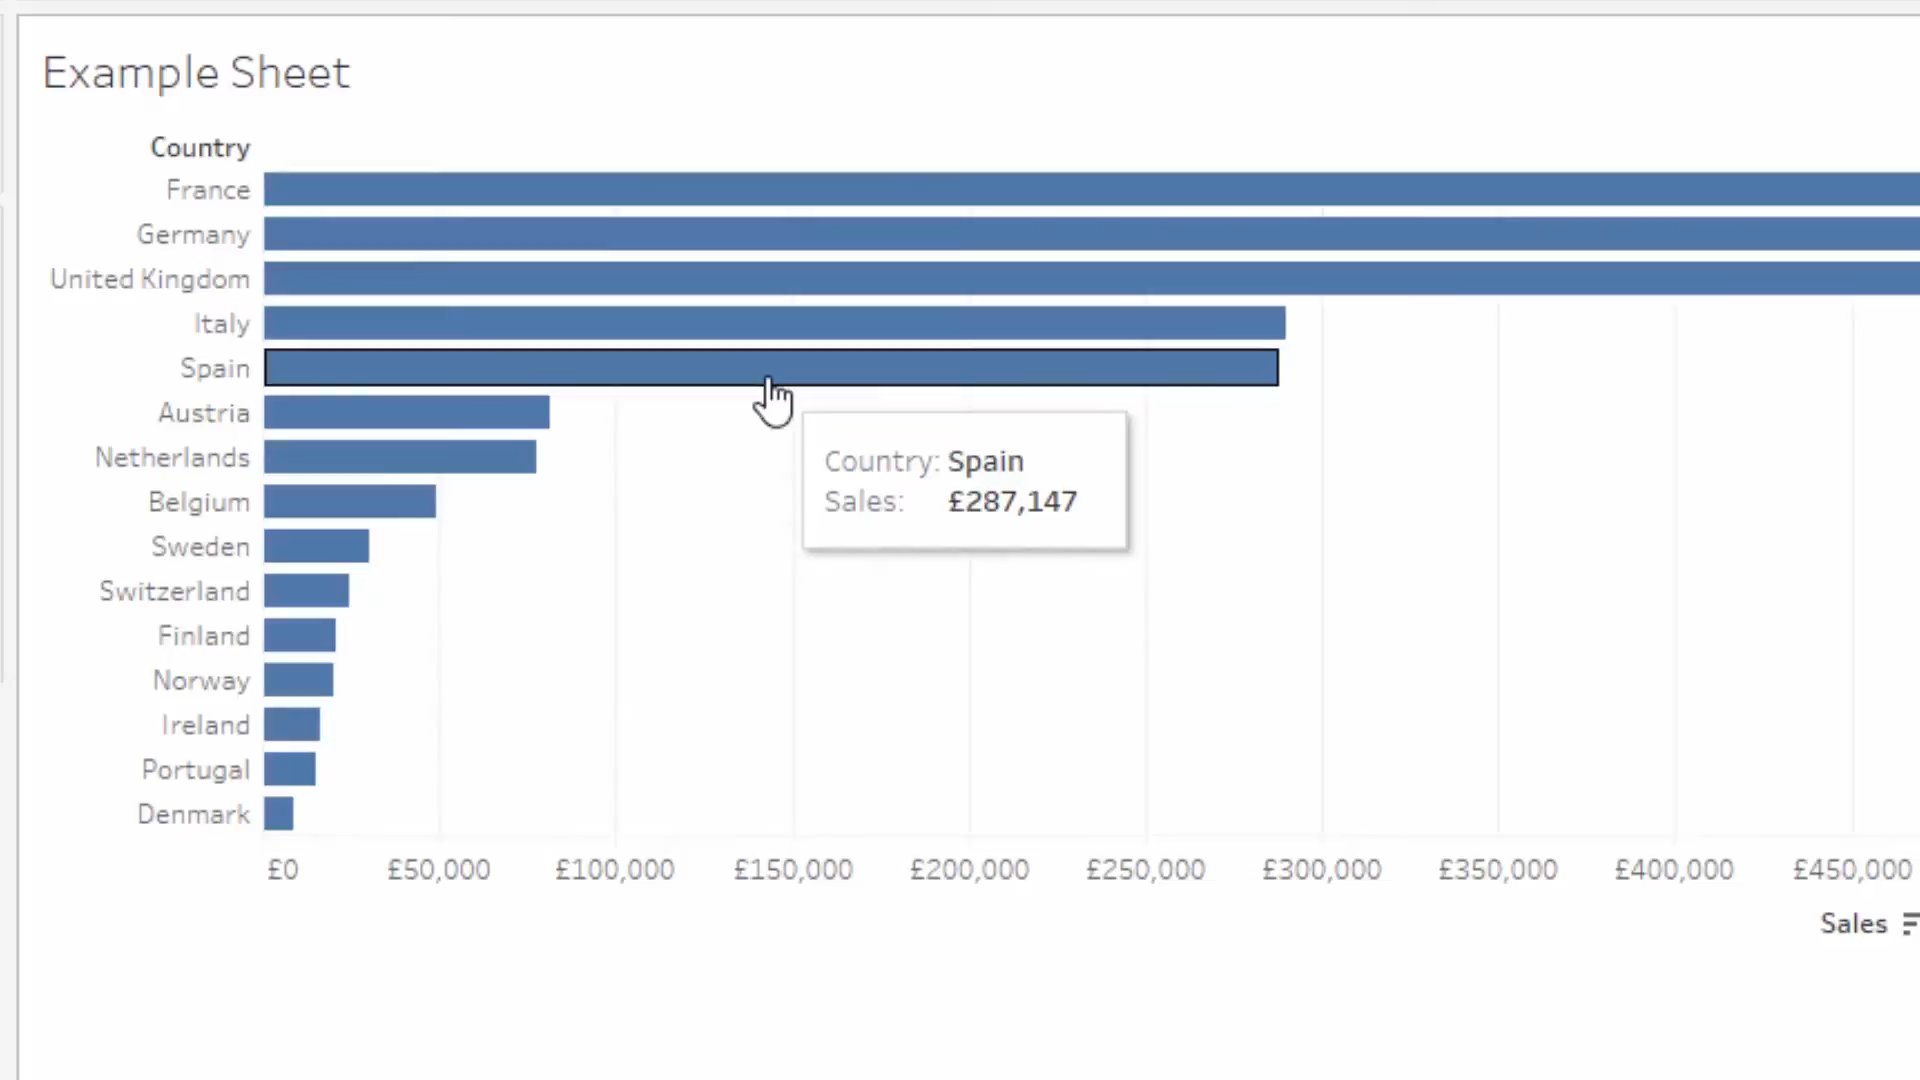 Example Sheet
Country
France
Germany
United Kingdom
Italy
Spain
Austria
Netherlands
Belgium
Sweden
Switzerland
Finland
Norway
Ireland
Portugal
Denmark
Country: Spain
Sales: £287,147
£0 £50,000 £100,000 £150,000 £200,000 £250,000 £300,000 £350,000 £400,000 £450,000
Sales